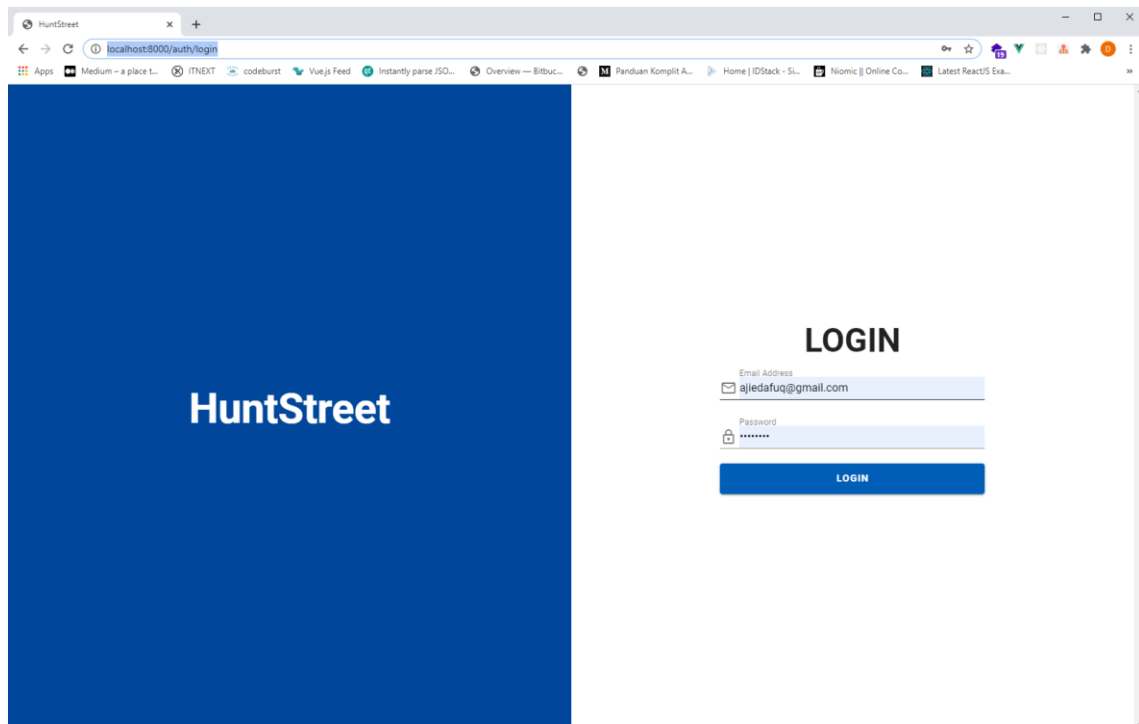 HuntStreet
localhost:8000/auth/login
19
D
Apps Medium – a place t... ITNEXT codeburst Vue.js Feed Instantly parse JSO... Overview — Bitbuc... Panduan Komplit A... Home | IDStack - Si... Niomic || Online Co... Latest ReactJS Exa... »
HuntStreet
LOGIN
Email Address
ajiedafuq@gmail.com
Password
••••••••
LOGIN